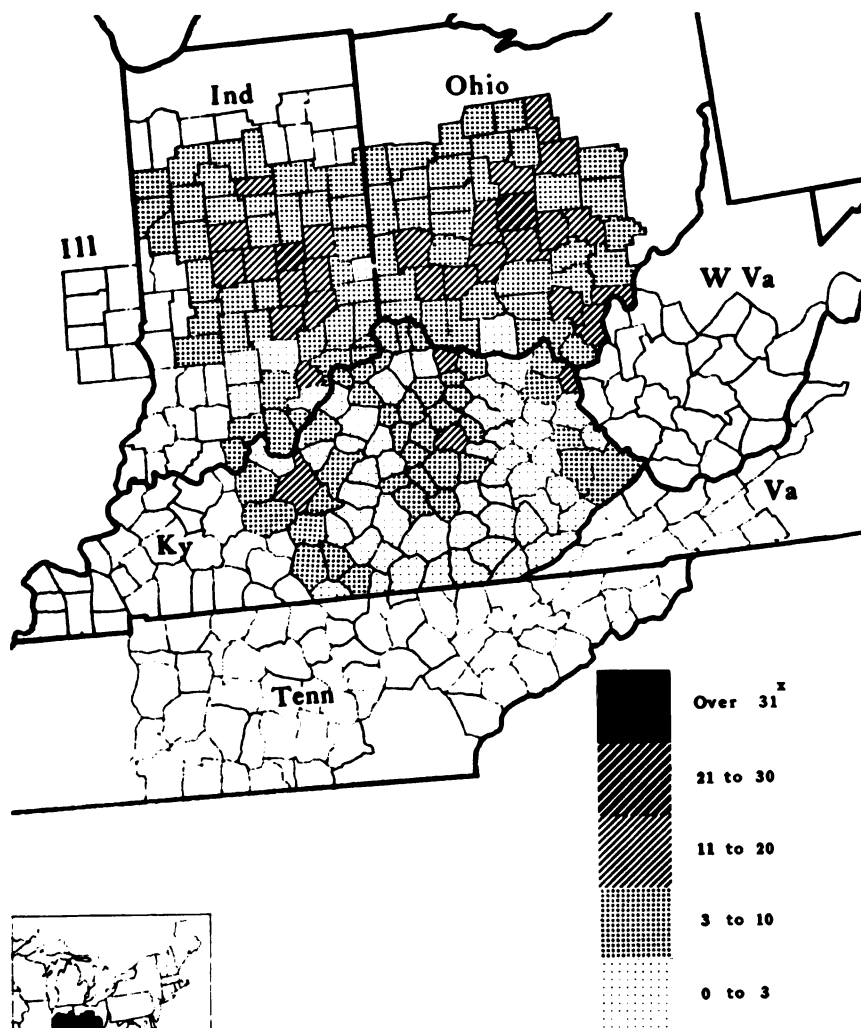 Ind
Ohio
Ill
W Va
Va
Ky
Tenn
Over 31x
21 to 30
11 to 20
3 to 10
0 to 3